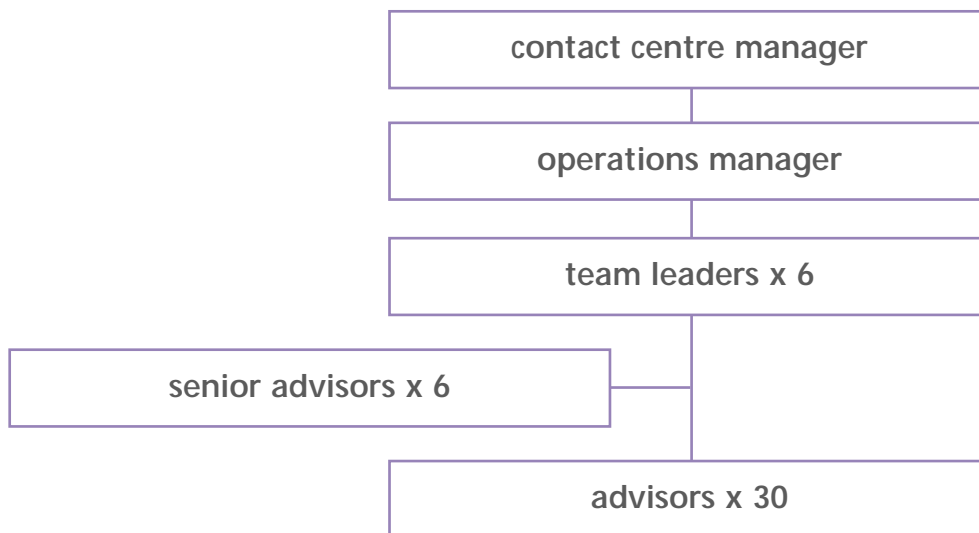 contact centre manager
operations manager
team leaders x 6
senior advisors x 6
advisors x 30